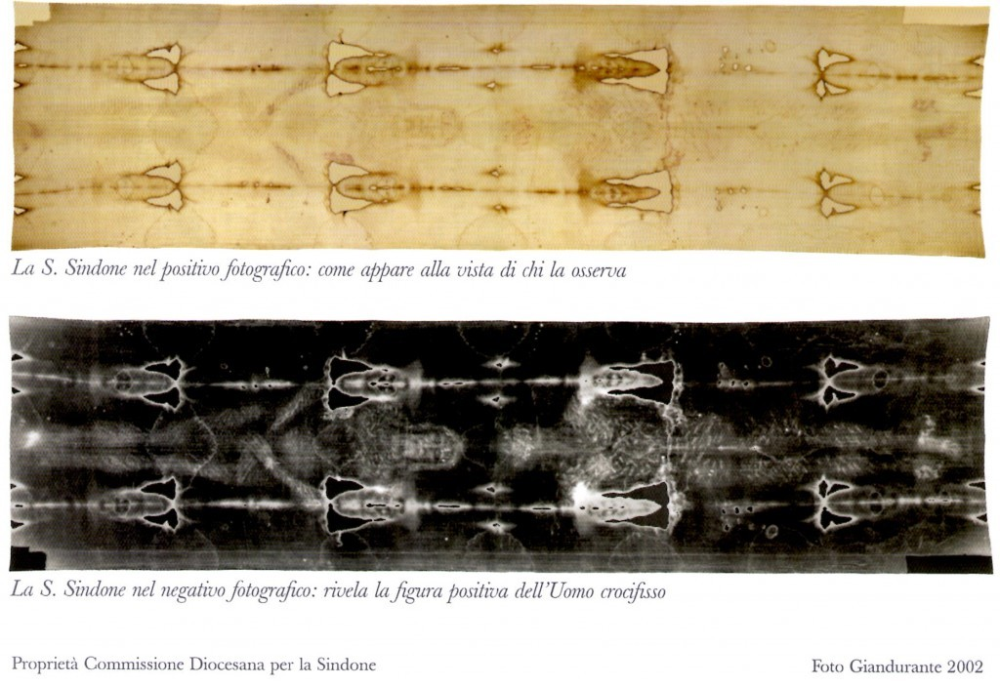 La S. Sindone nel positivo fotografico: come appare alla vista di chi la osserva
La S. Sindone nel negativo fotografico: rivela la figura positiva dell'Uomo crocifisso
Proprietà Commissione Diocesana per la Sindone
Foto Giandurante 2002